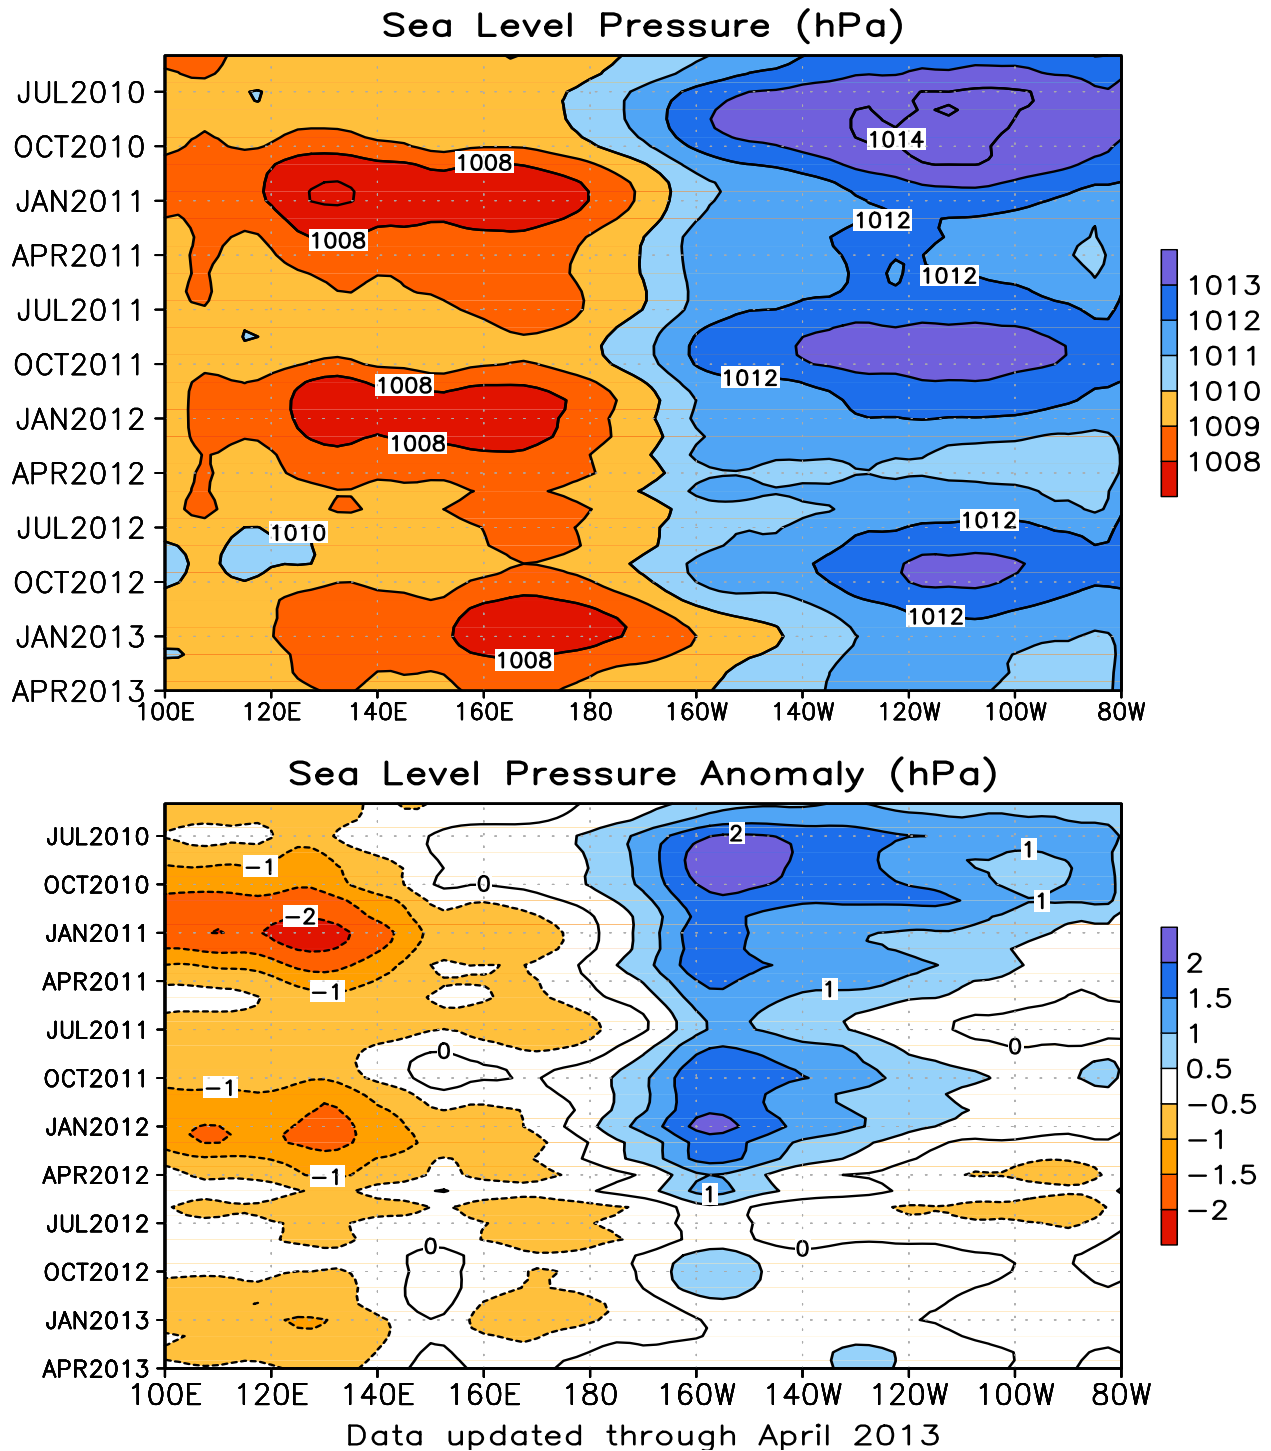 Sea Level Pressure (hPa)
JUL2010
OCT2010
JAN2011
APR2011
JUL2011
OCT2011
JAN2012
APR2012
JUL2012
OCT2012
JAN2013
APR2013
1014
1008
1008
1012
1012
1012
1008
1008
1012
1010
1012
1008
1013
1012
1011
1010
1009
1008
100E 120E 140E 160E 180 160W 140W 120W 100W 80W
Sea Level Pressure Anomaly (hPa)
JUL2010
OCT2010
JAN2011
APR2011
JUL2011
OCT2011
JAN2012
APR2012
JUL2012
OCT2012
JAN2013
APR2013
2
1
-1
0
1
-2
-1
1
0
0
-1
-1
1
0
0
2
1.5
1
0.5
-0.5
-1
-1.5
-2
100E 120E 140E 160E 180 160W 140W 120W 100W 80W
Data updated through April 2013